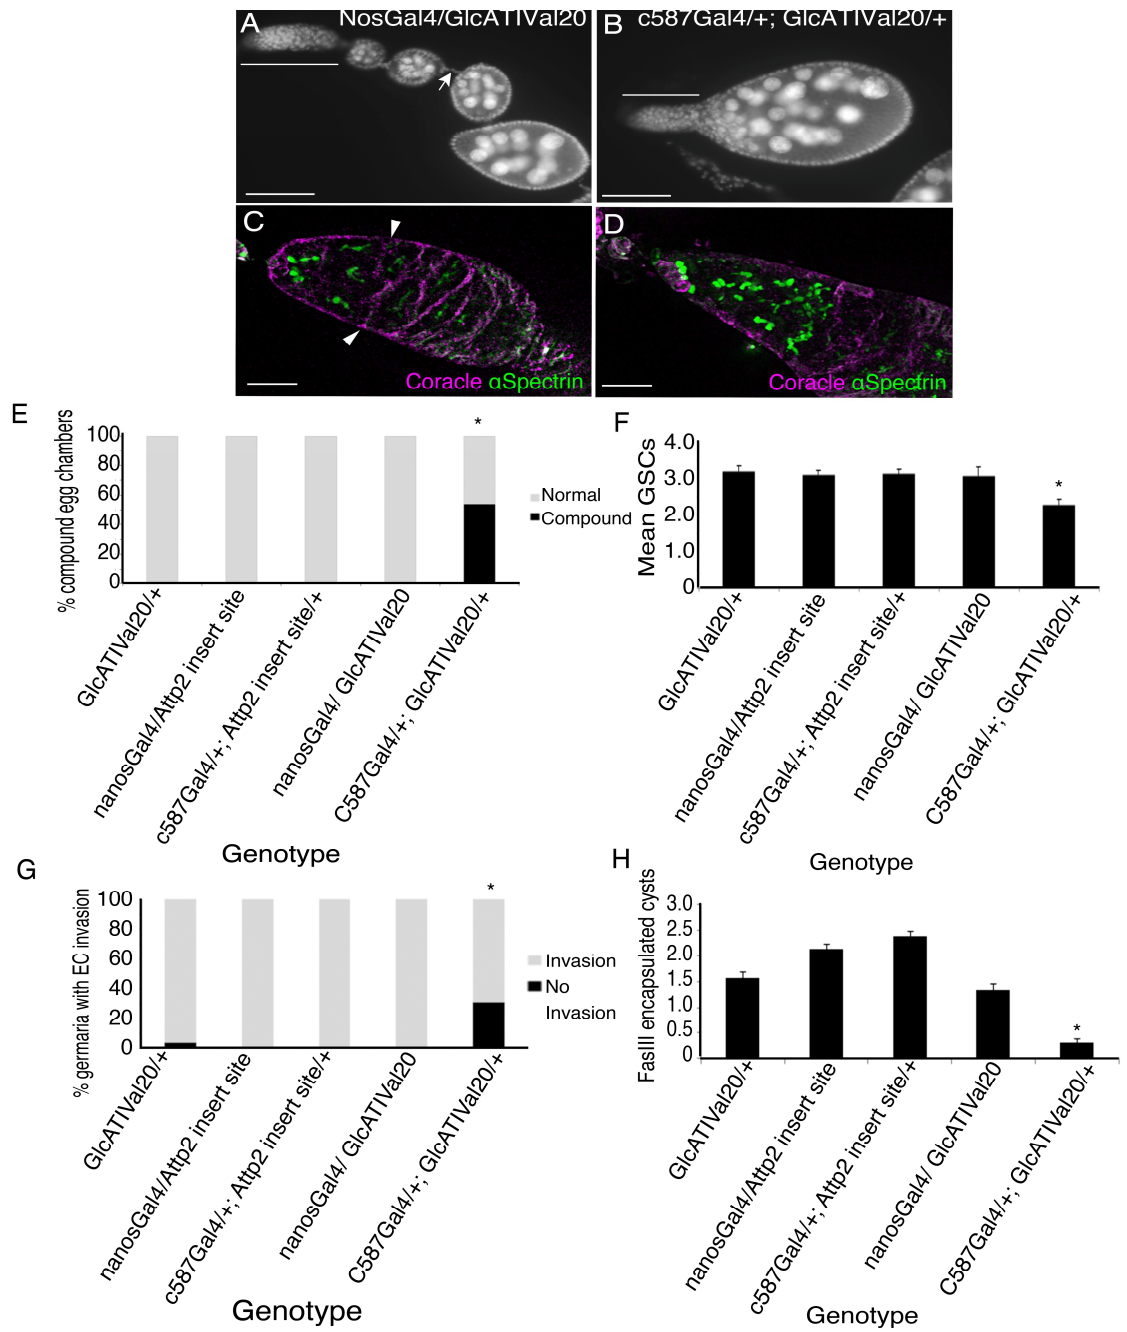 A NosGal4/GlcATIVal20
B c587Gal4/+; GlcATIVal20/+
C
Coracle αSpectrin
D
Coracle αSpectrin
E
% compound egg chambers
100
80
60
40
20
0
*
Normal
Compound
GlcATIVal20/+
nanosGal4/Attp2 insert site
c587Gal4/+; Attp2 insert site/+
nanosGal4/ GlcATIVal20
C587Gal4/+; GlcATIVal20/+
Genotype
F
Mean GSCs
4.0
3.0
2.0
1.0
0
*
GlcATIVal20/+
nanosGal4/Attp2 insert site
c587Gal4/+; Attp2 insert site/+
nanosGal4/ GlcATIVal20
C587Gal4/+; GlcATIVal20/+
Genotype
G
% germaria with EC invasion
100
80
60
40
20
0
*
Invasion
No
Invasion
GlcATIVal20/+
nanosGal4/Attp2 insert site
c587Gal4/+; Attp2 insert site/+
nanosGal4/ GlcATIVal20
C587Gal4/+; GlcATIVal20/+
Genotype
H
FasIII encapsulated cysts
3.0
2.5
2.0
1.5
1.0
0.5
0
*
GlcATIVal20/+
nanosGal4/Attp2 insert site
c587Gal4/+; Attp2 insert site/+
nanosGal4/ GlcATIVal20
C587Gal4/+; GlcATIVal20/+
Genotype